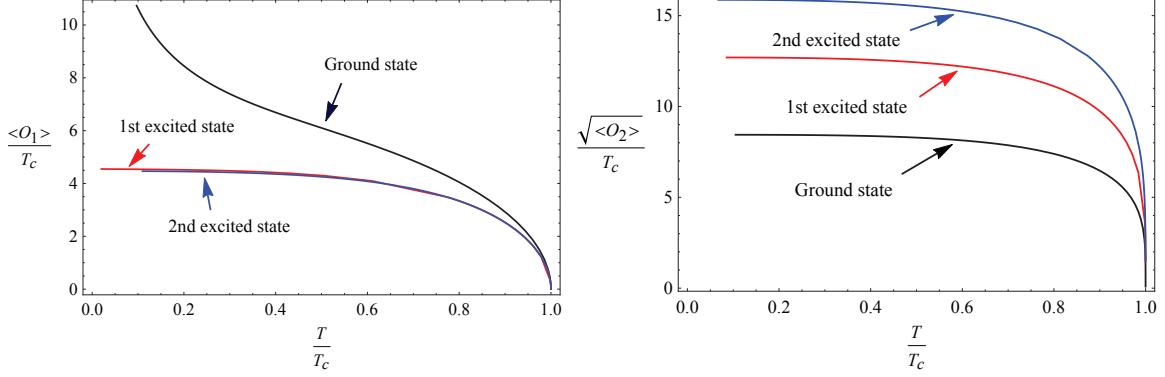 10
8
6
4
2
0
<O1>
Tc
Ground state
1st excited state
2nd excited state
0.0 0.2 0.4 0.6 0.8 1.0
T
Tc
15
10
5
0
√<O2>
Tc
2nd excited state
1st excited state
Ground state
0.0 0.2 0.4 0.6 0.8 1.0
T
Tc